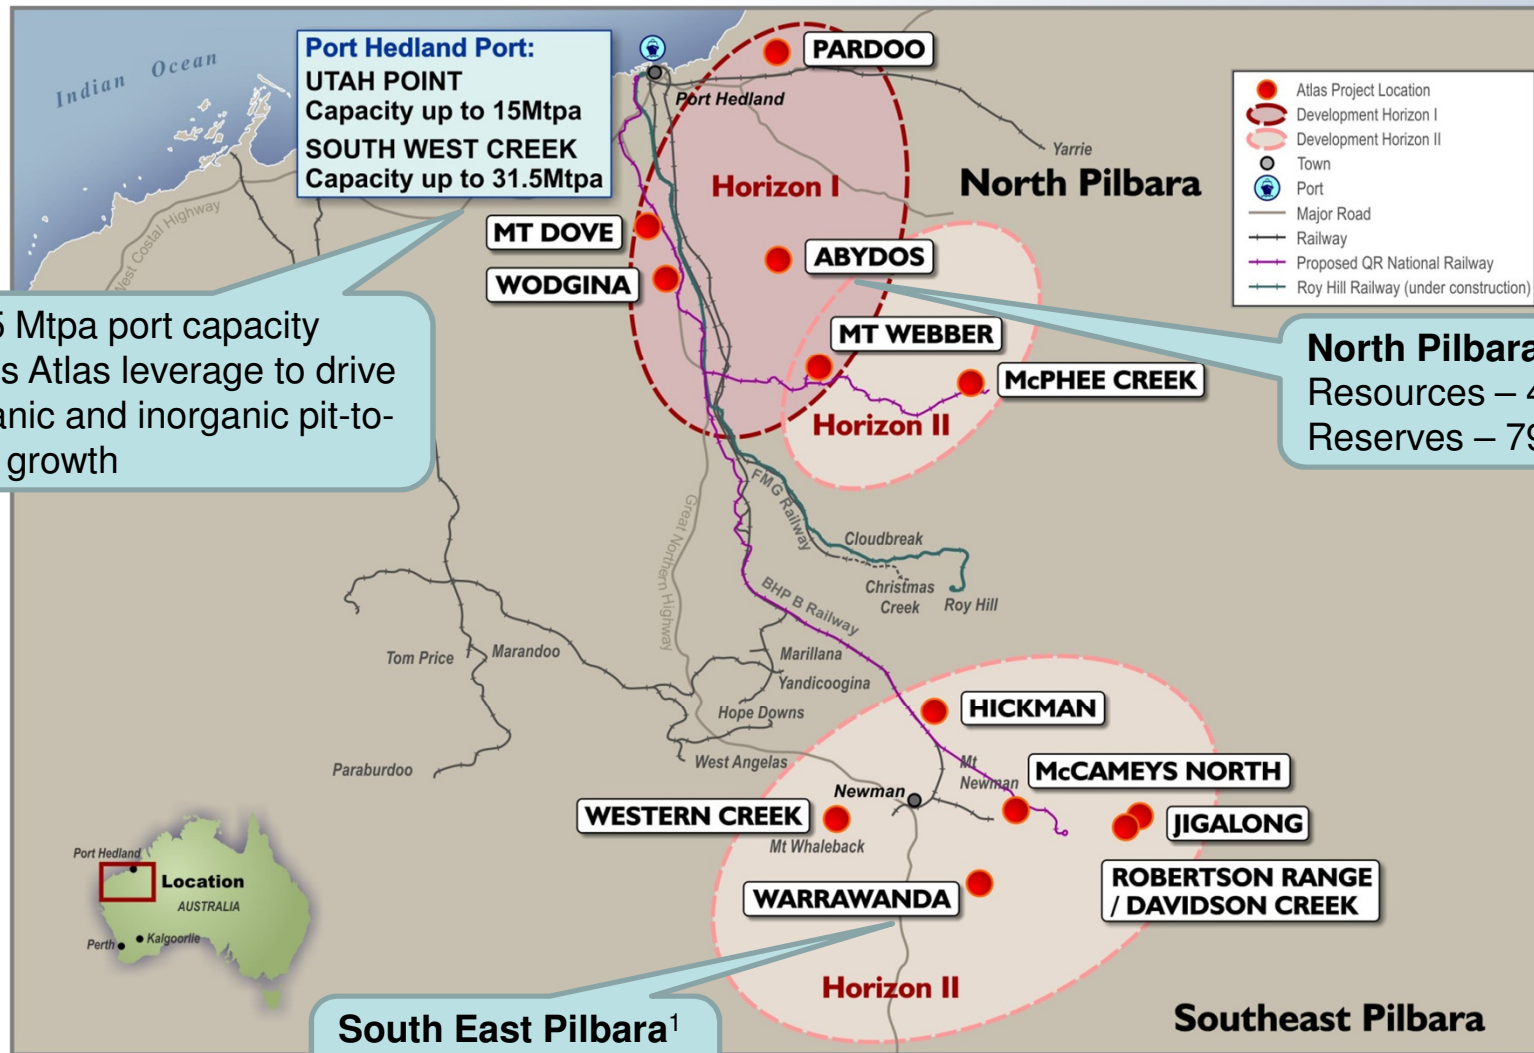 Indian Ocean
Port Hedland Port:
UTAH POINT
Capacity up to 15Mtpa
SOUTH WEST CREEK
Capacity up to 31.5Mtpa
PARDOO
Port Hedland
Yarrie
North Pilbara
Horizon I
Atlas Project Location
Development Horizon I
Development Horizon II
Town
Port
Major Road
Railway
Proposed QR National Railway
Roy Hill Railway (under construction)
West Costal Highway
MT DOVE
WODGINA
ABYDOS
MT WEBBER
McPHEE CREEK
Horizon II
Mtpa port capacity
Atlas leverage to drive
and inorganic pit-to-
growth
North Pilbara
Resources –
Reserves –
FMG Railway
Great Northern Highway
Cloudbreak
Christmas
Creek
Roy Hill
BHP B Railway
Tom Price
Marandoo
Marillana
Yandicoogina
Hope Downs
West Angelas
Paraburdoo
HICKMAN
Mt
Newman
McCAMEYS NORTH
Newman
WESTERN CREEK
Mt Whaleback
JIGALONG
WARRAWANDA
ROBERTSON RANGE
/ DAVIDSON CREEK
Horizon II
Southeast Pilbara
Port Hedland
Location
AUSTRALIA
Perth
Kalgoorlie
South East Pilbara¹